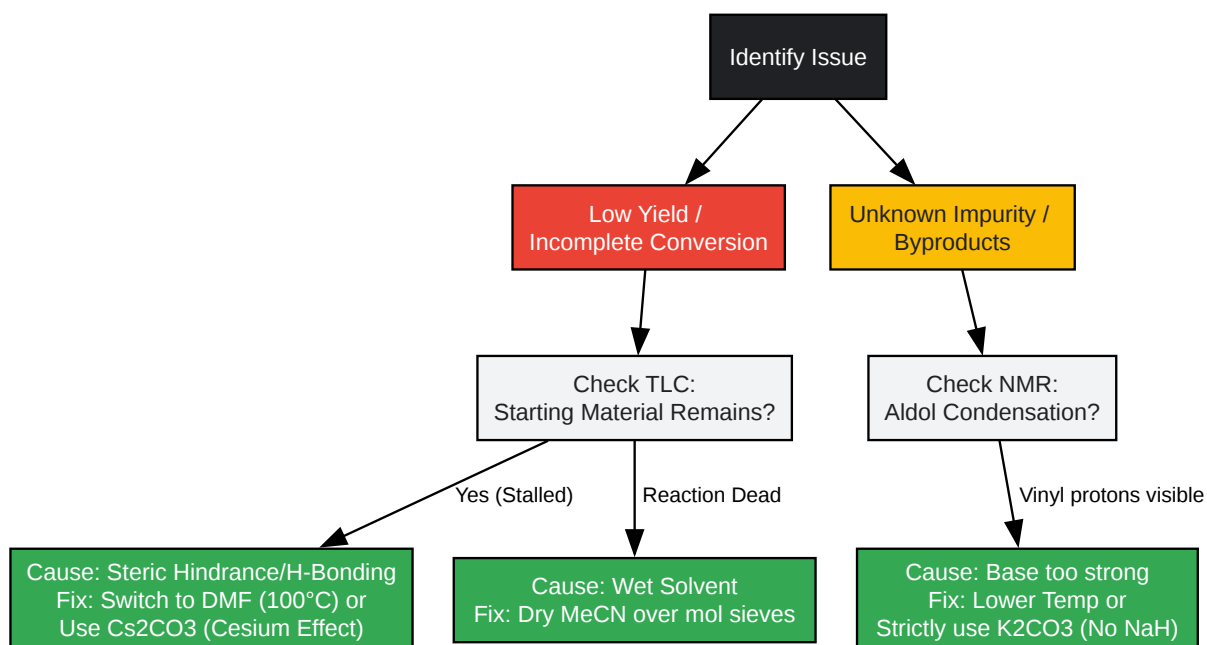 Identify Issue
Low Yield /
Incomplete Conversion
Unknown Impurity /
Byproducts
Check TLC:
Starting Material Remains?
Check NMR:
Aldol Condensation?
Yes (Stalled)
Reaction Dead
Vinyl protons visible
Cause: Steric Hindrance/H-Bonding
Fix: Switch to DMF (100°C) or
Use Cs2CO3 (Cesium Effect)
Cause: Wet Solvent
Fix: Dry MeCN over mol sieves
Cause: Base too strong
Fix: Lower Temp or
Strictly use K2CO3 (No NaH)